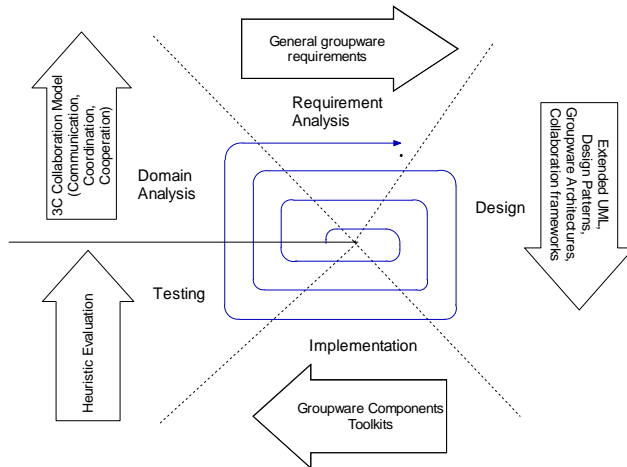 General groupware
requirements
3C Collaboration Model
(Communication,
Coordination,
Cooperation)
Requirement
Analysis
Domain
Analysis
Design
Extended UML,
Design Patterns,
Groupware Architectures,
Collaboration frameworks
Testing
Heuristic Evaluation
Implementation
Groupware Components
Toolkits